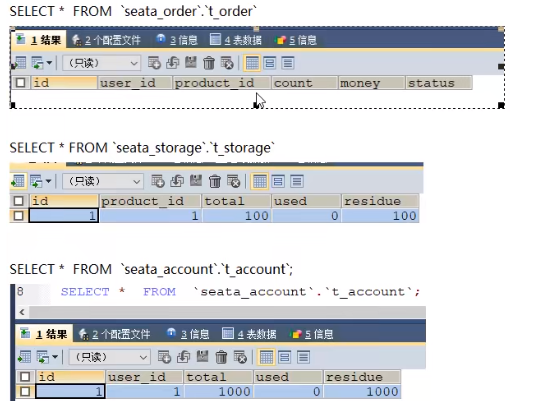 SELECT * FROM `seata_order`.`t_order`
1 结果 2 个配置文件 3 信息 4 表数据 5 信息
（只读）
id user_id product_id count money status
SELECT * FROM `seata_storage`.`t_storage`
（只读）
id product_id total used residue
1 1 100 0 100
SELECT * FROM `seata_account`.`t_account`;
8 SELECT * FROM `seata_account`.`t_account`;
1 结果 2 个配置文件 3 信息 4 表数据 5 信息
（只读）
id user_id total used residue
1 1 1000 0 1000